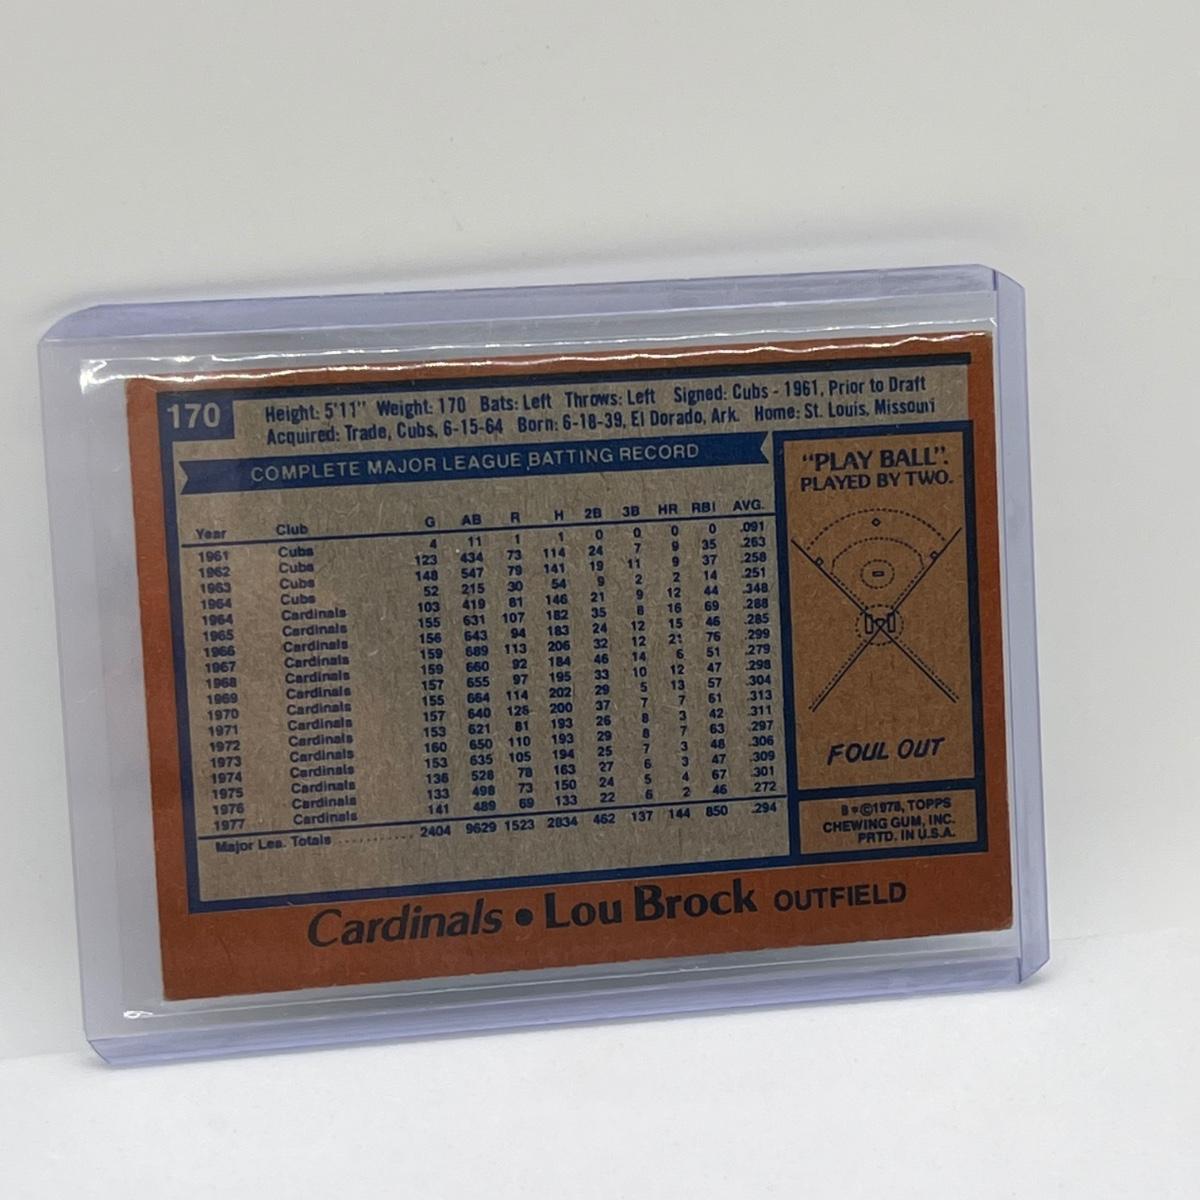 170
Height: 5'11" Weight: 170 Bats: Left Throws: Left Signed: Cubs - 1961, Prior to Draft
Acquired: Trade, Cubs, 6-15-64 Born: 6-18-39, El Dorado, Ark. Home: St. Louis, Missouri
COMPLETE MAJOR LEAGUE BATTING RECORD
Year Club G AB R H 2B 3B HR RBI AVG.
1961 Cubs 4 11 1 1 0 0 0 0 .091
1962 Cubs 123 434 73 114 24 7 9 35 .263
1963 Cubs 148 547 79 141 19 11 9 37 .258
1964 Cubs 52 215 30 54 9 2 2 14 .251
1964 Cardinals 103 419 81 146 21 9 12 44 .348
1965 Cardinals 155 631 107 182 35 8 16 69 .288
1966 Cardinals 156 643 94 183 24 12 15 46 .285
1967 Cardinals 159 689 113 206 32 12 21 76 .299
1968 Cardinals 159 660 92 184 46 14 6 51 .279
1969 Cardinals 157 655 97 195 33 10 12 47 .298
1970 Cardinals 155 664 114 202 29 5 13 57 .304
1971 Cardinals 157 640 126 200 37 7 7 61 .313
1972 Cardinals 153 621 81 193 26 8 3 42 .311
1973 Cardinals 160 650 110 193 29 8 7 63 .297
1974 Cardinals 153 635 105 194 25 7 3 48 .306
1975 Cardinals 136 528 78 163 27 6 3 47 .309
1976 Cardinals 133 498 73 150 24 5 4 67 .301
1977 Cardinals 141 489 69 133 22 6 2 46 .272
Major Lea. Totals 2404 9629 1523 2834 462 137 144 850 .294
"PLAY BALL".
PLAYED BY TWO.
FOUL OUT
B*©1978, TOPPS
CHEWING GUM, INC.
PRTD. IN U.S.A.
Cardinals • Lou Brock OUTFIELD